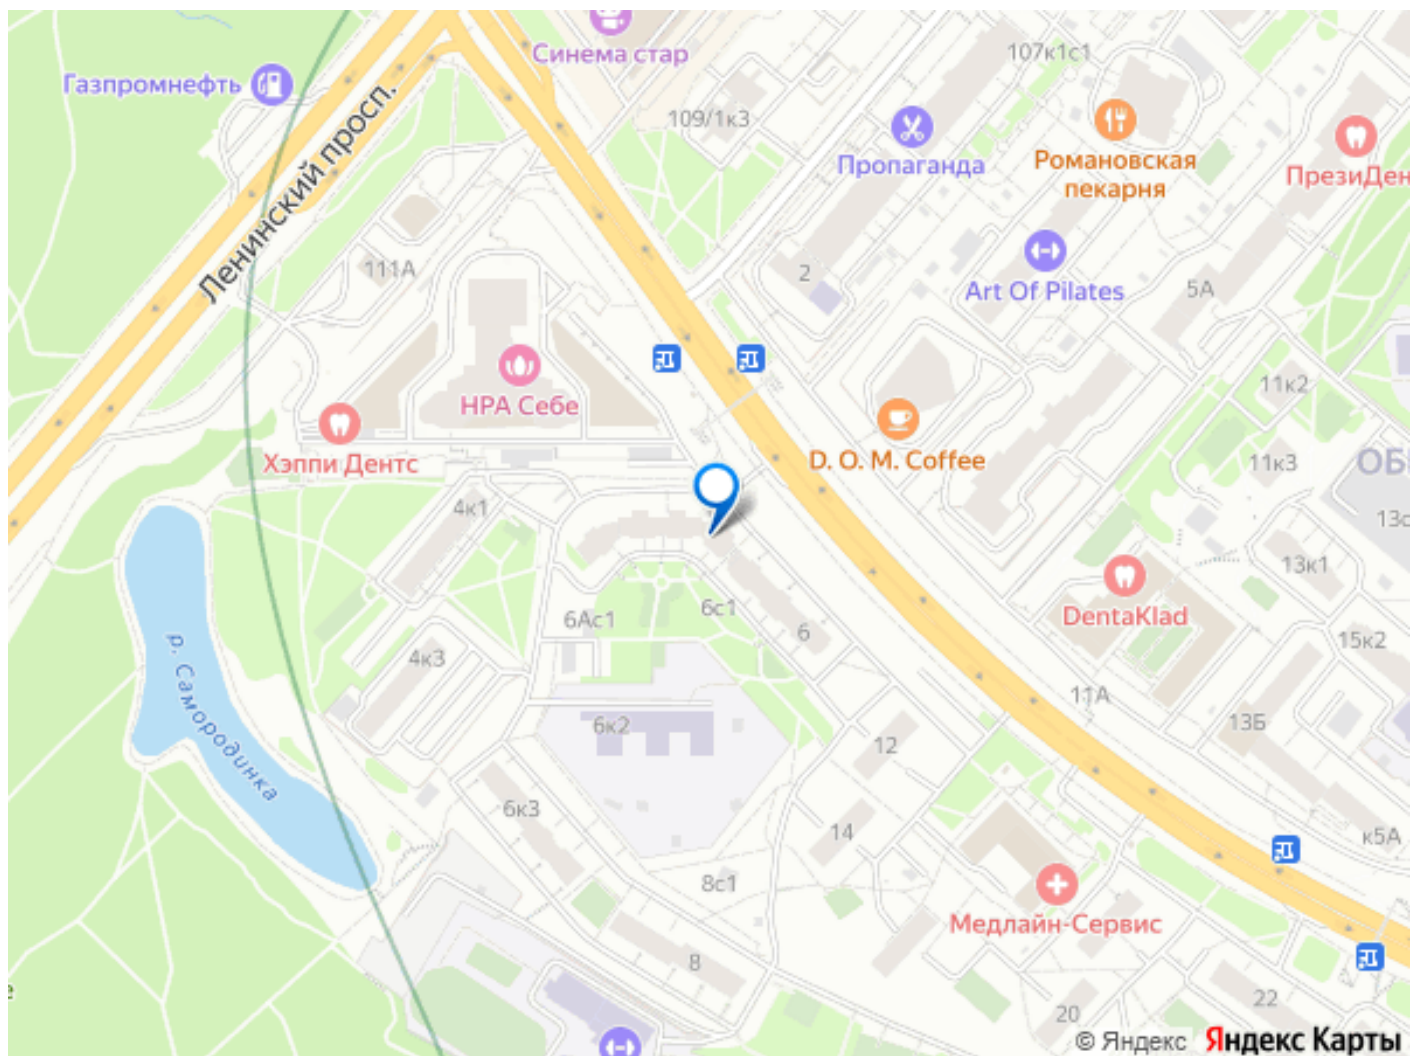 Синема стар
107к1с1
Газпромнефть
109/1к3
Пропаганда
Романовская
пекарня
ПрезиДен
Ленинский просп.
111А
2
Art Of Pilates
5А
НРА Себе
11к2
Хэппи Дентс
D. O. M. Coffee
11к3
ОБ
4к1
13с
13к1
DentaKlad
6Ас1
6с1
6
15к2
4к3
р. Самородинка
11А
6к2
12
13Б
6к3
14
к5А
8с1
Медлайн-Сервис
8
20
22
© Яндекс Яндекс Карты